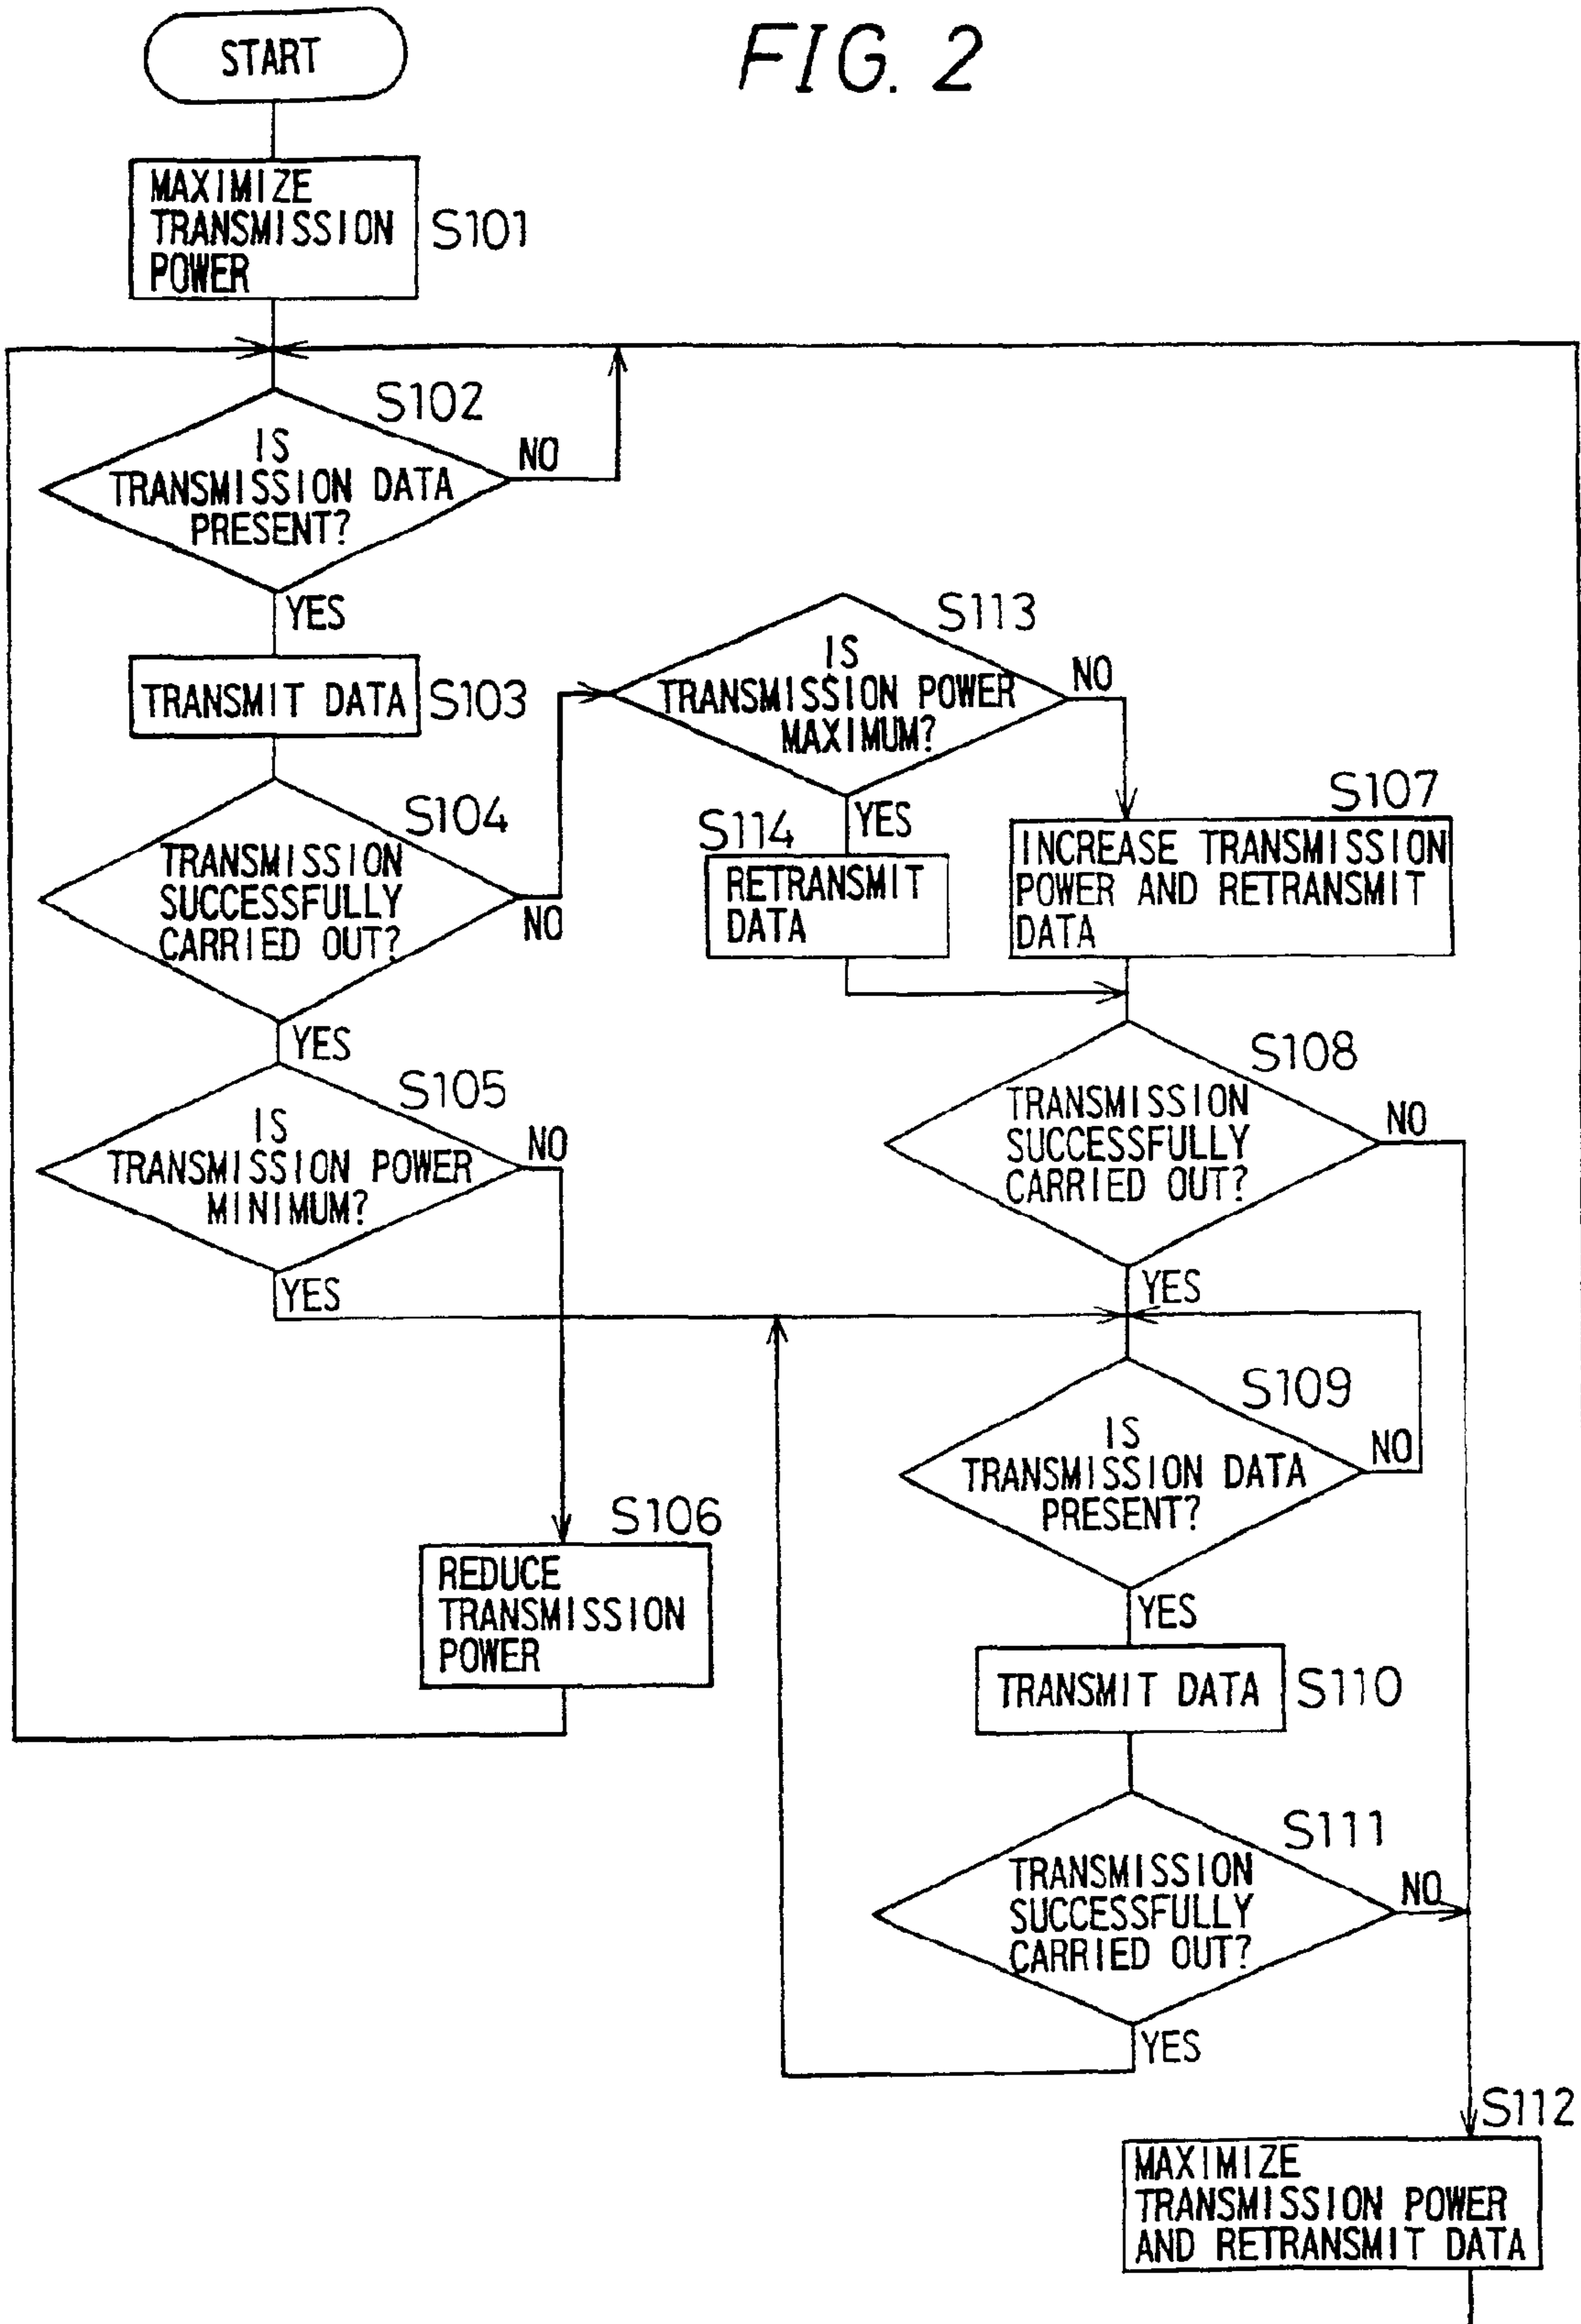 FIG. 2
START
MAXIMIZE
TRANSMISSION
POWER
S101
S102
IS
TRANSMISSION DATA
PRESENT?
NO
YES
TRANSMIT DATA
S103
S104
TRANSMISSION
SUCCESSFULLY
CARRIED OUT?
NO
YES
S105
IS
TRANSMISSION POWER
MINIMUM?
NO
YES
S106
REDUCE
TRANSMISSION
POWER
S113
IS
TRANSMISSION POWER
MAXIMUM?
NO
YES
S114
RETRANSMIT
DATA
S107
INCREASE TRANSMISSION
POWER AND RETRANSMIT
DATA
S108
TRANSMISSION
SUCCESSFULLY
CARRIED OUT?
NO
YES
S109
IS
TRANSMISSION DATA
PRESENT?
NO
YES
TRANSMIT DATA
S110
S111
TRANSMISSION
SUCCESSFULLY
CARRIED OUT?
NO
YES
S112
MAXIMIZE
TRANSMISSION POWER
AND RETRANSMIT DATA